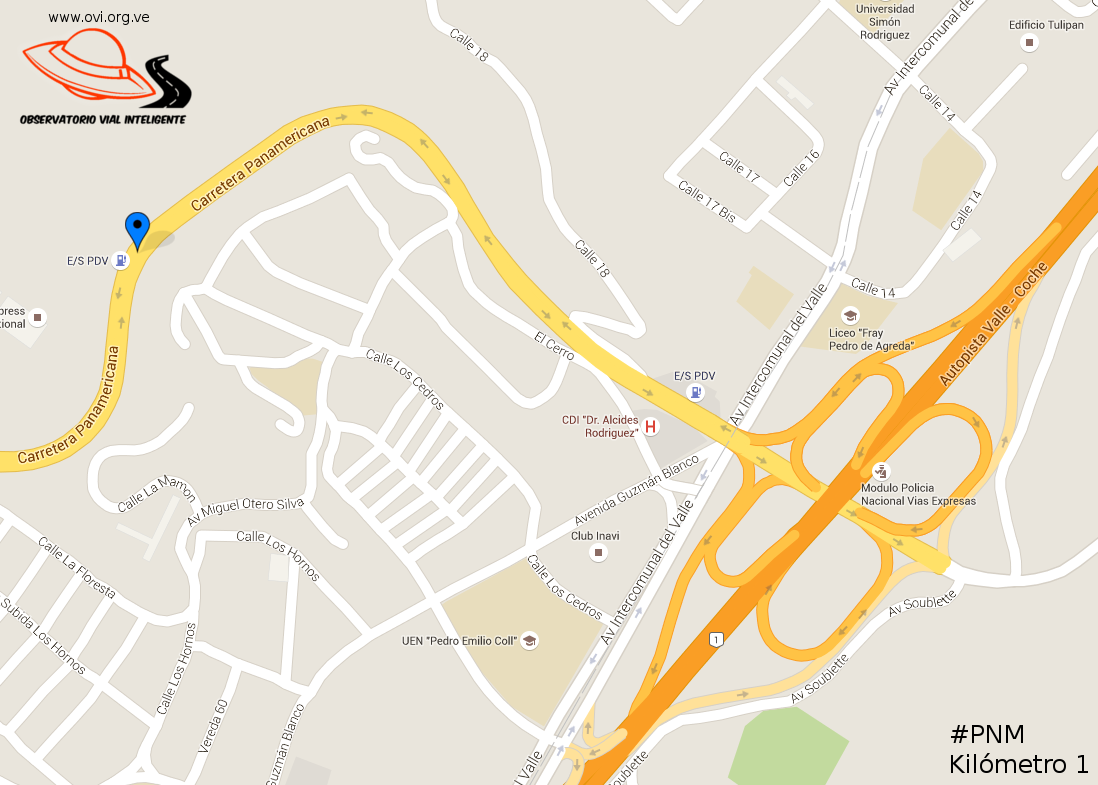 www.ovi.org.ve
OBSERVATORIO VIAL INTELIGENTE
Universidad
Simón
Rodriguez
Edificio Tulipan
Calle 18
Av Intercomunal de
Calle 14
Carretera Panamericana
Calle 17
Calle 16
Calle 17 Bis
Calle 14
E/S PDV
Calle 18
Calle 14
press
ional
Liceo "Fray
Pedro de Agreda"
Av Intercomunal del Valle
Autopista Valle - Coche
El Cerro
Calle Los Cedros
E/S PDV
Carretera Panamericana
CDI "Dr. Alcides
Rodriguez"
Modulo Policia
Nacional Vias Expresas
Avenida Guzmán Blanco
Calle La Mamon
Av Miguel Otero Silva
Calle Los Hornos
Club Inavi
Calle La Floresta
Calle Los Cedros
Av Intercomunal del Valle
Av Soublette
Subida Los Hornos
UEN "Pedro Emilio Coll"
1
Calle Los Hornos
Av Soublette
Vereda 60
Guzmán Blanco
l Valle
oublette
#PNM
Kilómetro 1